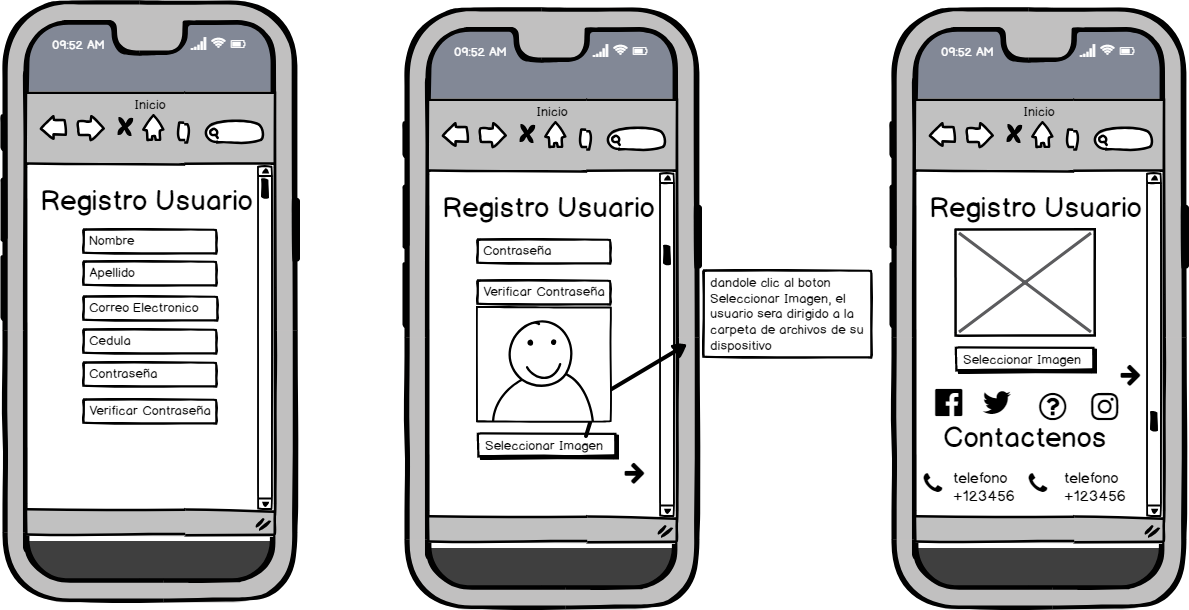 09:52 AM
Inicio
Registro Usuario
Nombre
Apellido
Correo Electronico
Cedula
Contraseña
Verificar Contraseña
09:52 AM
Inicio
Registro Usuario
Contraseña
Verificar Contraseña
Seleccionar Imagen
dandole clic al boton
Seleccionar Imagen, el
usuario sera dirigido a la
carpeta de archivos de su
dispositivo
09:52 AM
Inicio
Registro Usuario
Seleccionar Imagen
Contactenos
telefono
+123456
telefono
+123456